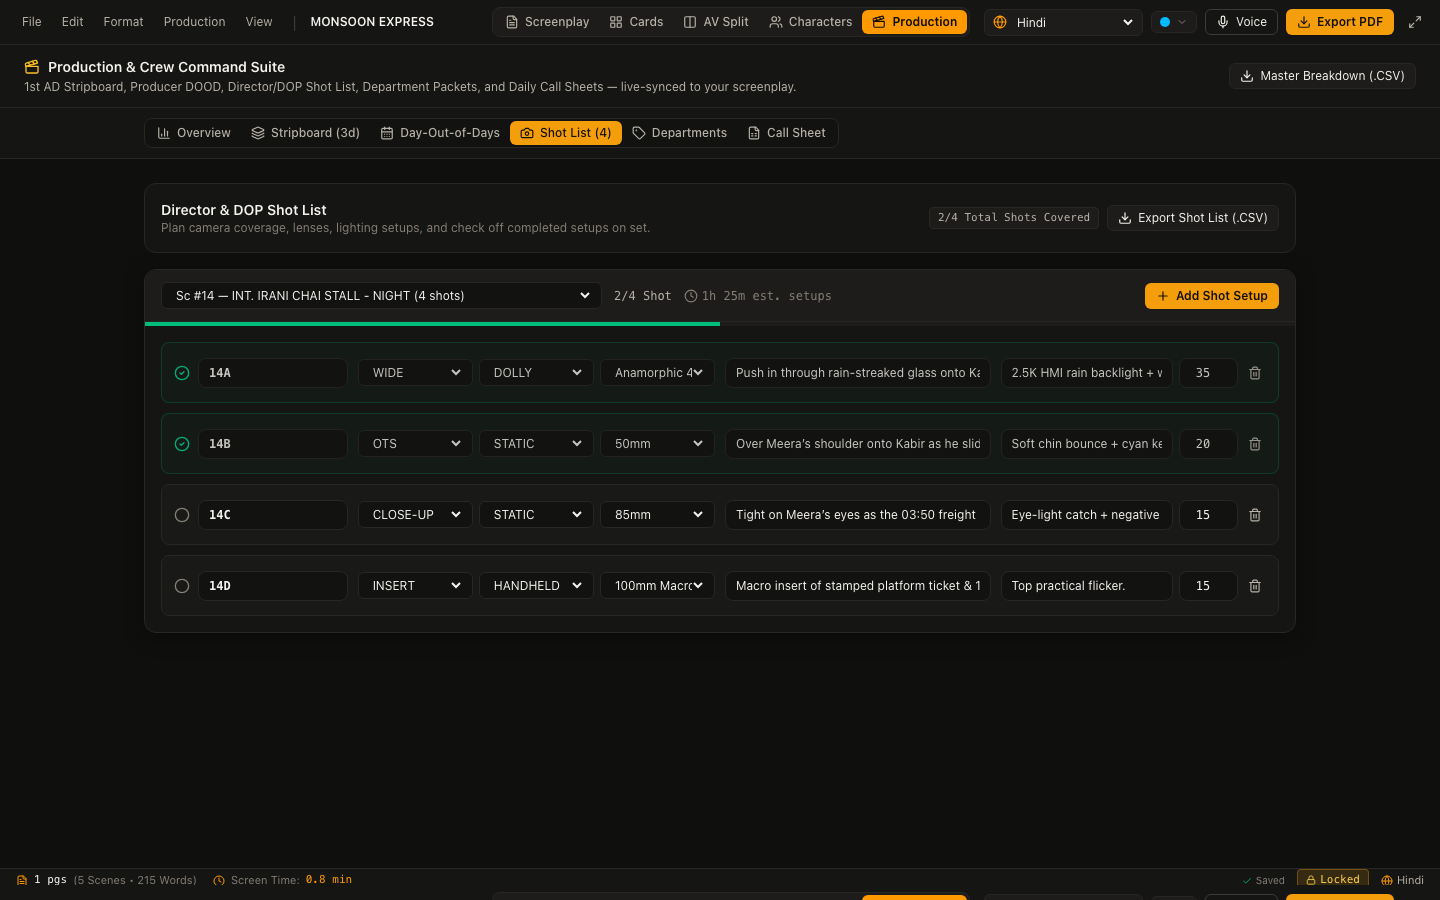 File Edit Format Production View MONSOON EXPRESS Screenplay Cards AV Split Characters Production Hindi Voice Export PDF
Production & Crew Command Suite
1st AD Stripboard, Producer DOOD, Director/DOP Shot List, Department Packets, and Daily Call Sheets — live-synced to your screenplay.
Master Breakdown (.CSV)
Overview Stripboard (3d) Day-Out-of-Days Shot List (4) Departments Call Sheet
Director & DOP Shot List
Plan camera coverage, lenses, lighting setups, and check off completed setups on set.
2/4 Total Shots Covered Export Shot List (.CSV)
Sc #14 — INT. IRANI CHAI STALL - NIGHT (4 shots) 2/4 Shot 1h 25m est. setups Add Shot Setup
14A WIDE DOLLY Anamorphic 4 Push in through rain-streaked glass onto Ka 2.5K HMI rain backlight + 35
14B OTS STATIC 50mm Over Meera's shoulder onto Kabir as he slid Soft chin bounce + cyan ke 20
14C CLOSE-UP STATIC 85mm Tight on Meera's eyes as the 03:50 freight Eye-light catch + negative 15
14D INSERT HANDHELD 100mm Macro Macro insert of stamped platform ticket & 1 Top practical flicker. 15
1 pgs (5 Scenes • 215 Words) Screen Time: 0.8 min Saved Locked Hindi